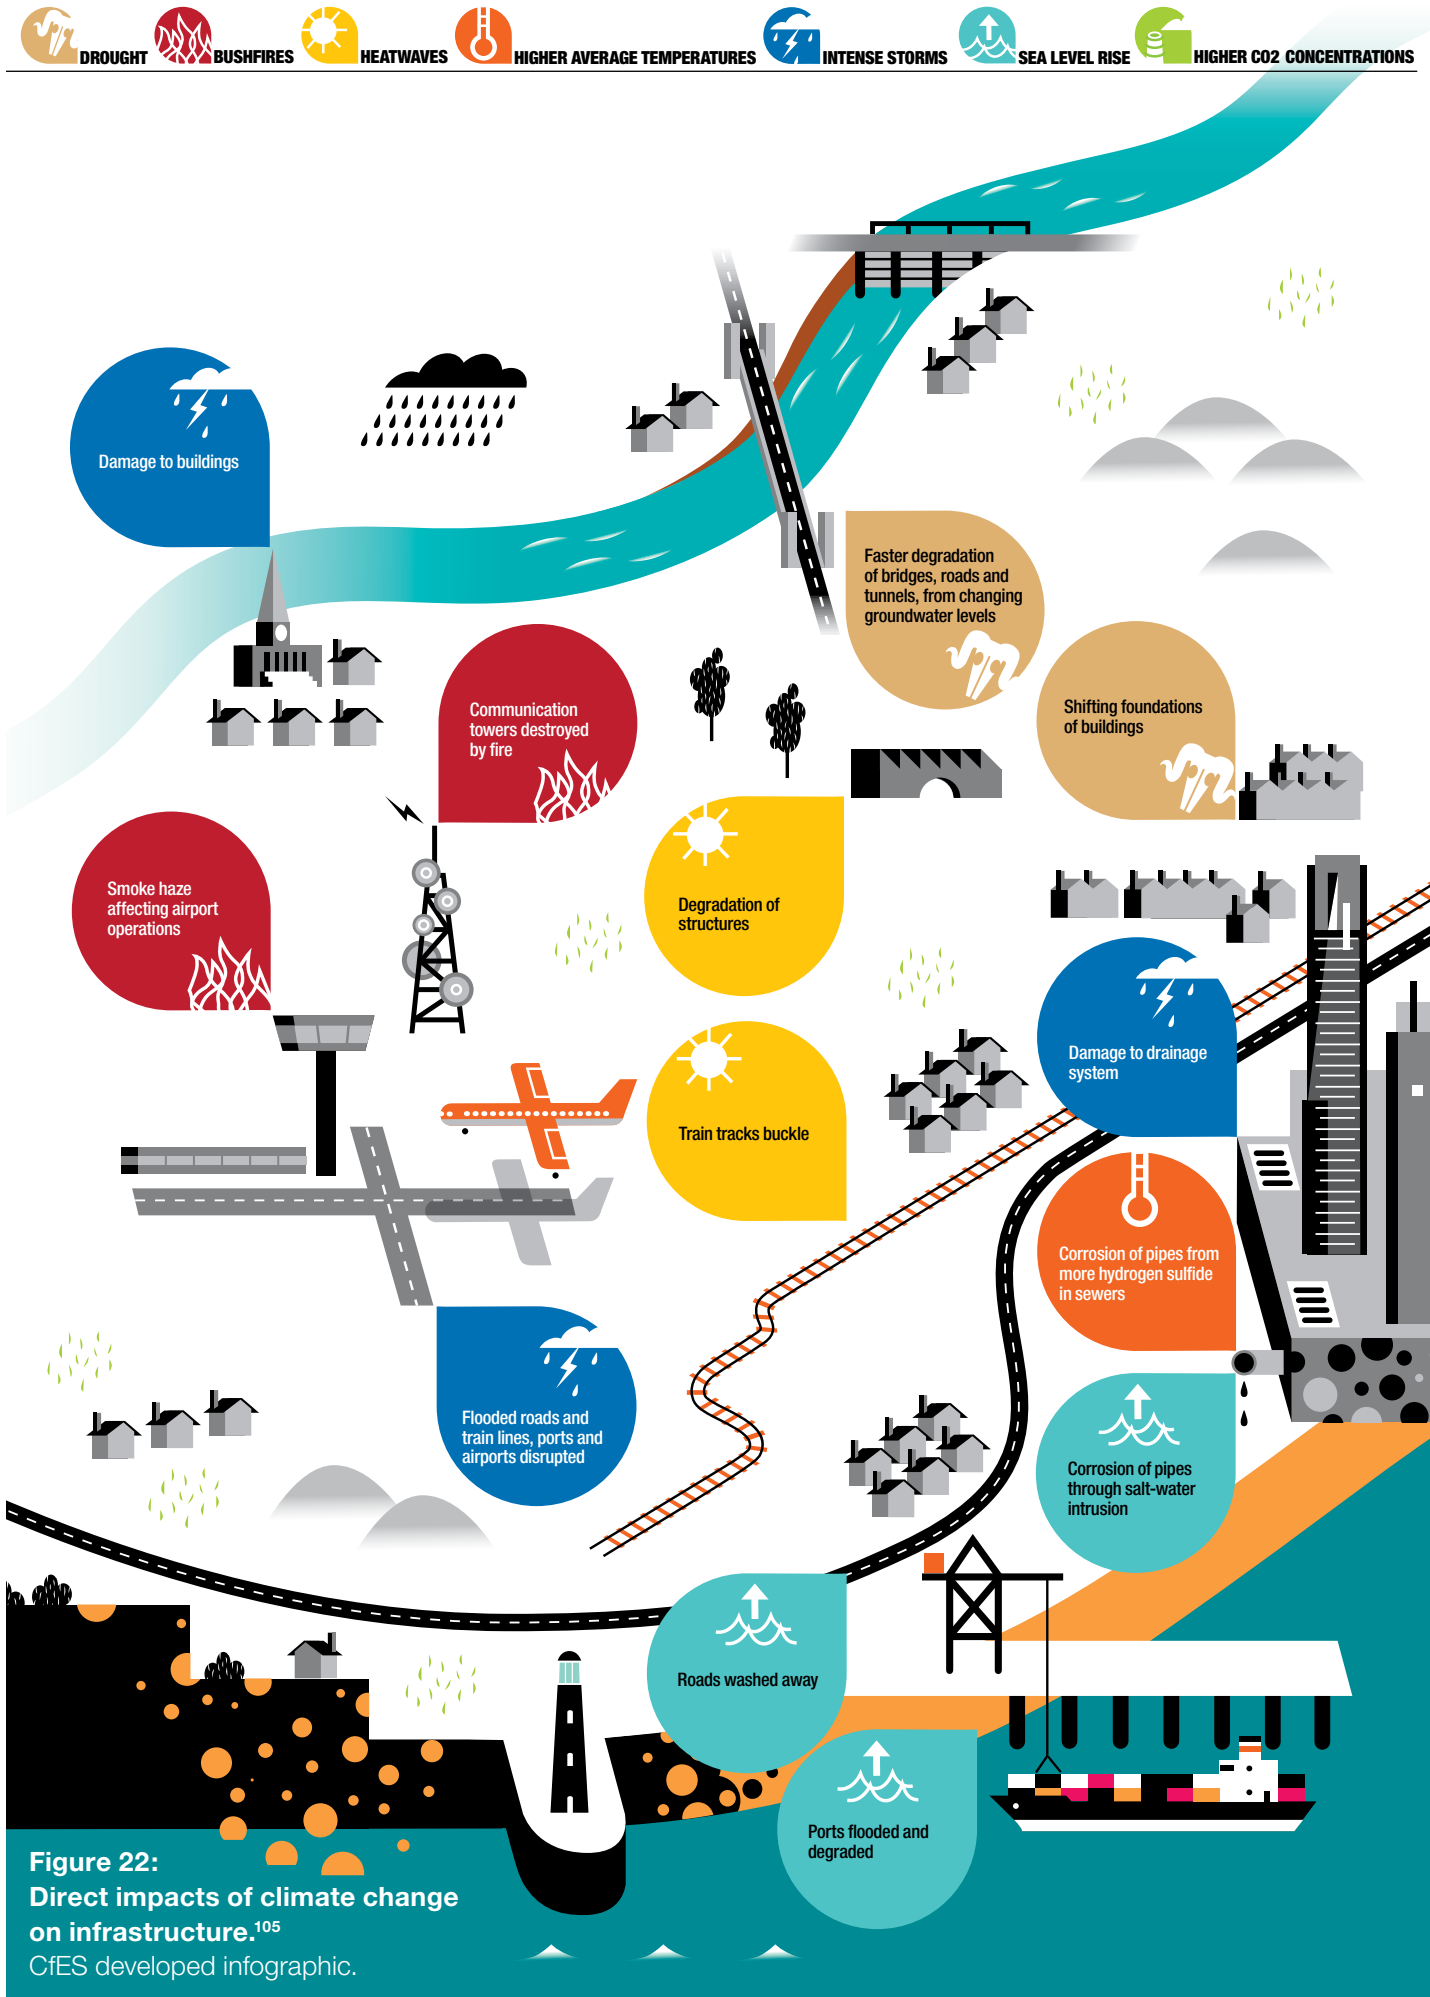 DROUGHT
BUSHFIRES
HEATWAVES
HIGHER AVERAGE TEMPERATURES
INTENSE STORMS
SEA LEVEL RISE
HIGHER CO2 CONCENTRATIONS
Damage to buildings
Faster degradation
of bridges, roads and
tunnels, from changing
groundwater levels
Communication
towers destroyed
by fire
Shifting foundations
of buildings
Smoke haze
affecting airport
operations
Degradation of
structures
Damage to drainage
system
Train tracks buckle
Corrosion of pipes from
more hydrogen sulfide
in sewers
Flooded roads and
train lines, ports and
airports disrupted
Corrosion of pipes
through salt-water
intrusion
Roads washed away
Ports flooded and
degraded
Figure 22:
Direct impacts of climate change
on infrastructure.105
CfES developed infographic.